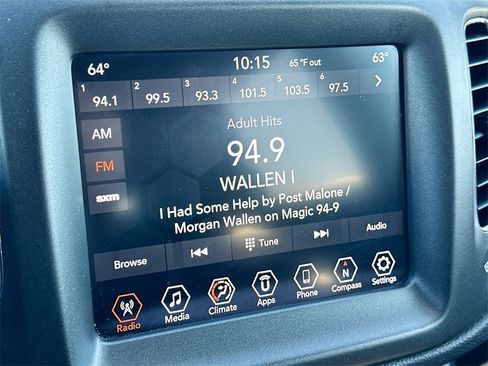 64° 10:15 65 °F out 63°
1 94.1 2 99.5 3 93.3 4 101.5 5 103.5 6 97.5
AM
FM
sxm
Adult Hits
94.9
WALLEN I
I Had Some Help by Post Malone /
Morgan Wallen on Magic 94-9
Browse Tune Audio
Radio Media Climate Apps Phone Compass Settings
N